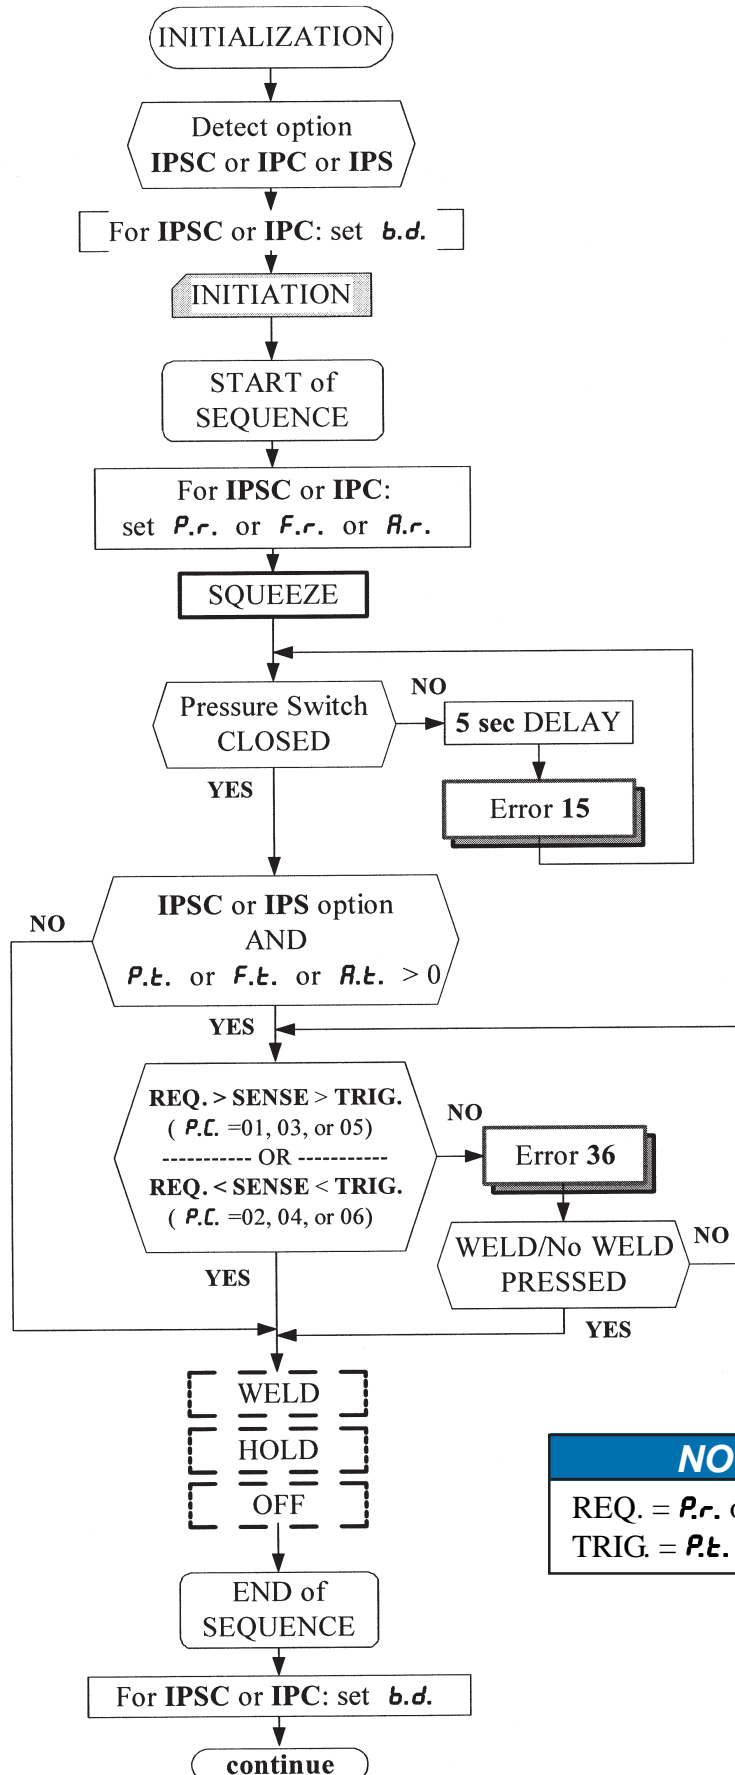 INITIALIZATION
Detect option
IPSC or IPC or IPS
For IPSC or IPC: set b.d.
INITIATION
START of
SEQUENCE
For IPSC or IPC:
set P.r. or F.r. or A.r.
SQUEEZE
Pressure Switch
CLOSED
NO
5 sec DELAY
YES
Error 15
NO
IPSC or IPS option
AND
P.t. or F.t. or A.t. > 0
YES
REQ. > SENSE > TRIG.
( P.C. =01, 03, or 05)
----------- OR -----------
REQ. < SENSE < TRIG.
( P.C. =02, 04, or 06)
NO
Error 36
WELD/No WELD
PRESSED
NO
YES
YES
WELD
HOLD
OFF
NO
REQ. = P.r. o
TRIG. = P.t.
END of
SEQUENCE
For IPSC or IPC: set b.d.
continue